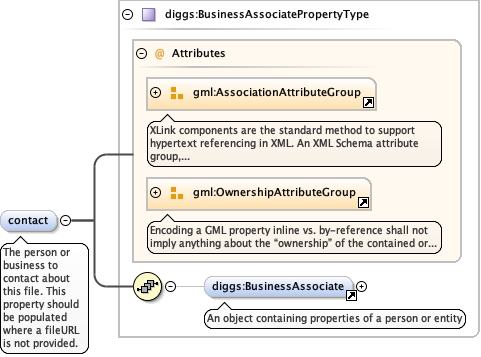 diggs:BusinessAssociatePropertyType
@ Attributes
gml:AssociationAttributeGroup
XLink components are the standard method to support
hypertext referencing in XML. An XML Schema attribute
group,...
gml:OwnershipAttributeGroup
Encoding a GML property inline vs. by-reference shall not
imply anything about the “ownership” of the contained or...
contact
The person or
business to
contact about
this file. This
property should
be populated
where a fileURL
is not provided.
diggs:BusinessAssociate
An object containing properties of a person or entity